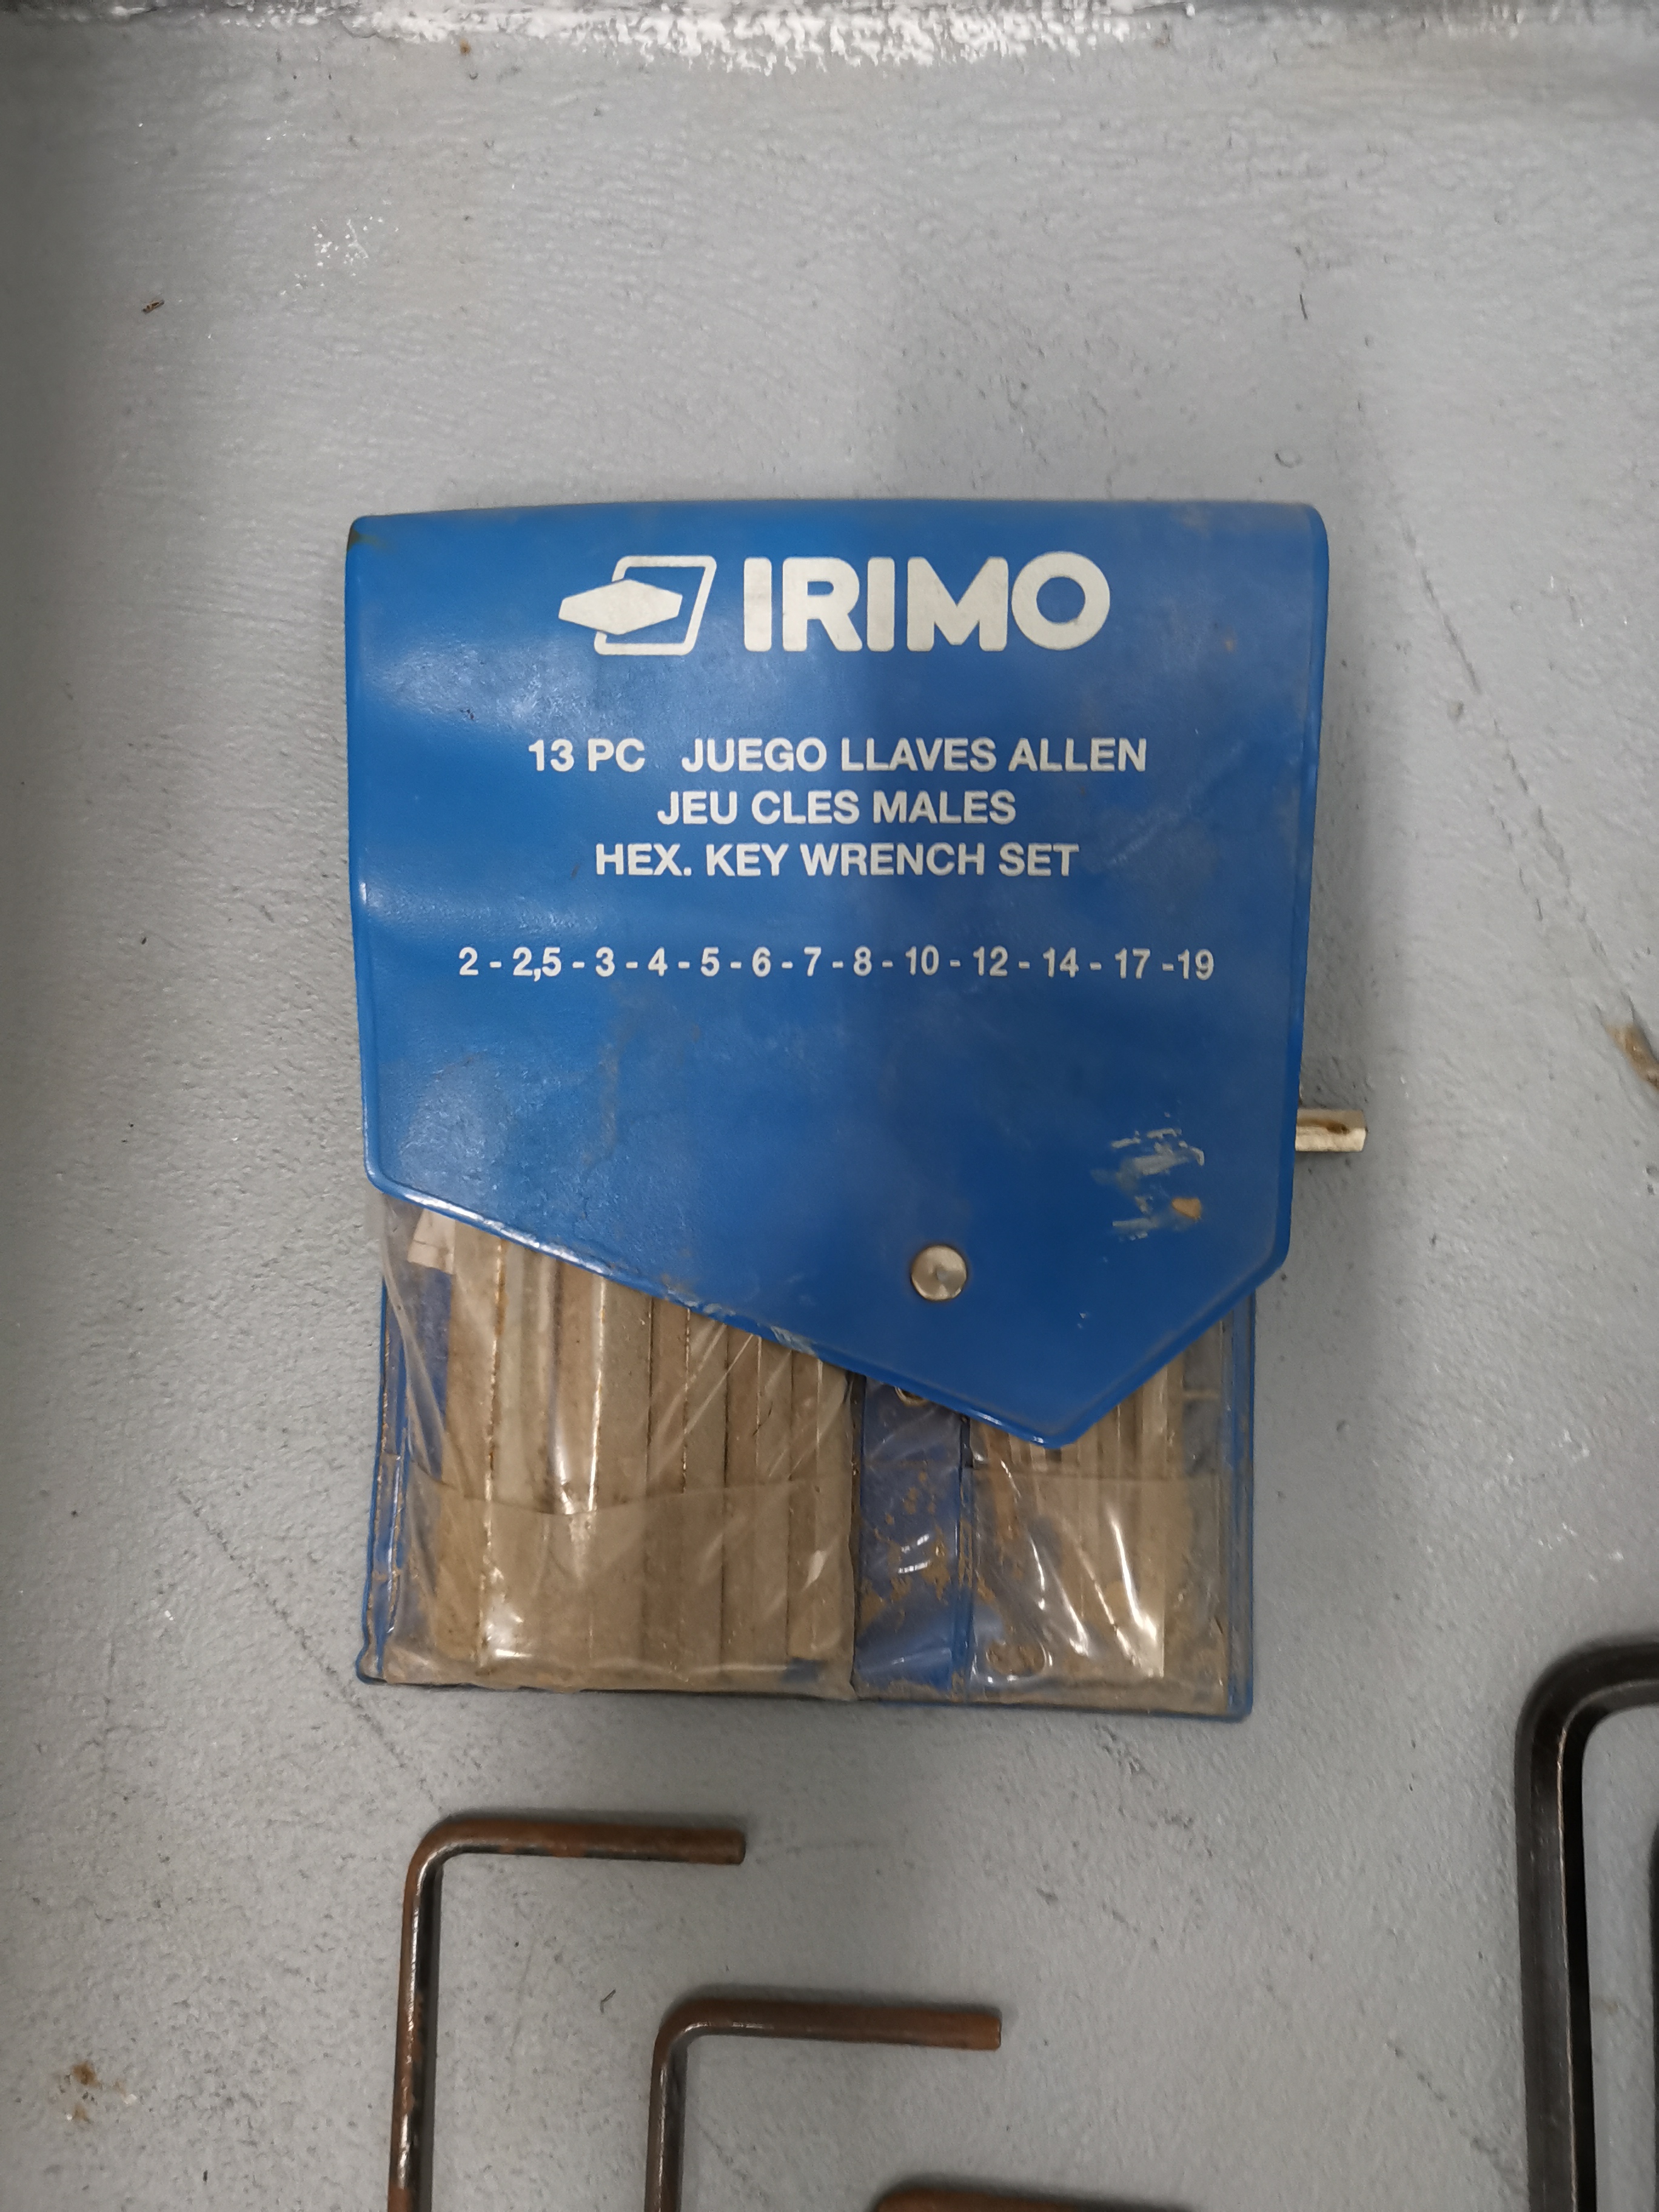 IRIMO
13 PC JUEGO LLAVES ALLEN
JEU CLES MALES
HEX. KEY WRENCH SET
2 - 2,5 - 3 - 4 - 5 - 6 - 7 - 8 - 10 - 12 - 14 - 17 -19